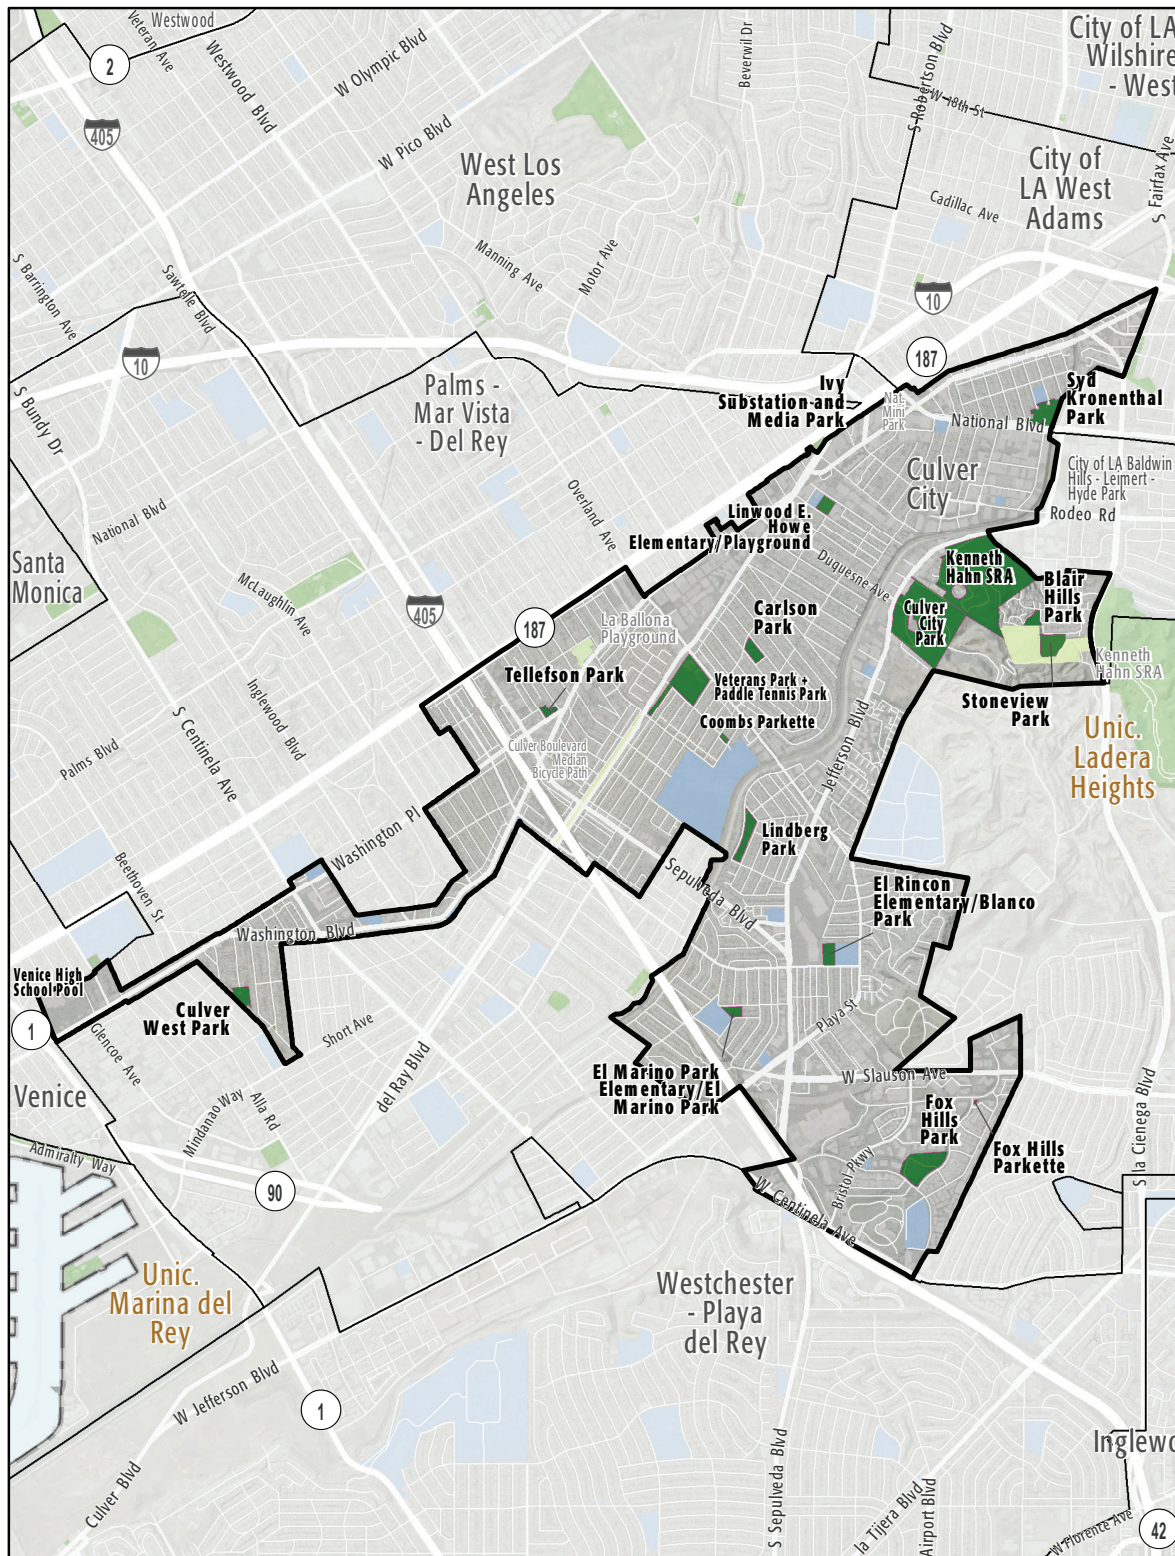 Westwood
Veteran Ave
Westwood Blvd
W Olympic Blvd
Beverwil Dr
S Robertson Blvd
City of LA
Wilshire
- West
2
405
W Pico Blvd
W 18th St
West Los
Angeles
City of
LA West
Adams
S Fairfax Ave
Cadillac Ave
S Barrington Ave
Sawtelle Blvd
Manning Ave
Motor Ave
10
10
187
S Bundy Dr
Palms -
Mar Vista
- Del Rey
Ivy
Substation and
Media Park
Nat.
Mini
Park
Syd
Kronenthal
Park
National Blvd
Culver
City
City of LA Baldwin
Hills - Leimert -
Hyde Park
Rodeo Rd
National Blvd
Overland Ave
Linwood E.
Howe
Elementary/Playground
Duquesne Ave
Kenneth
Hahn SRA
Blair
Hills
Park
Santa
Monica
McLaughlin Ave
405
187
La Ballona
Playground
Carlson
Park
Culver
City
Park
Kenneth
Hahn SRA
Tellefson Park
Veterans Park +
Paddle Tennis Park
Stoneview
Park
Inglewood Blvd
S Centinela Ave
Palms Blvd
Culver Boulevard
Median
Bicycle Path
Coombs Parkette
Jefferson Blvd
Unic.
Ladera
Heights
Washington Pl
Lindberg
Park
Beethoven St
Sepulveda Blvd
El Rincon
Elementary/Blanco
Park
Washington Blvd
Venice High
School Pool
Culver
West Park
1
Glencoe Ave
Short Ave
Playa St
del Ray Blvd
El Marino Park
Elementary/El
Marino Park
W Slauson Ave
Venice
Mindanao Way
Alla Rd
Fox
Hills
Park
Fox Hills
Parkette
S la Cienega Blvd
Admiralty Way
90
Bristol Pkwy
W Centinela Ave
Unic.
Marina del
Rey
Westchester
- Playa
del Rey
W Jefferson Blvd
1
Culver Blvd
S Sepulveda Blvd
la Tijera Blvd
Airport Blvd
Inglewo
W Florence Ave
42